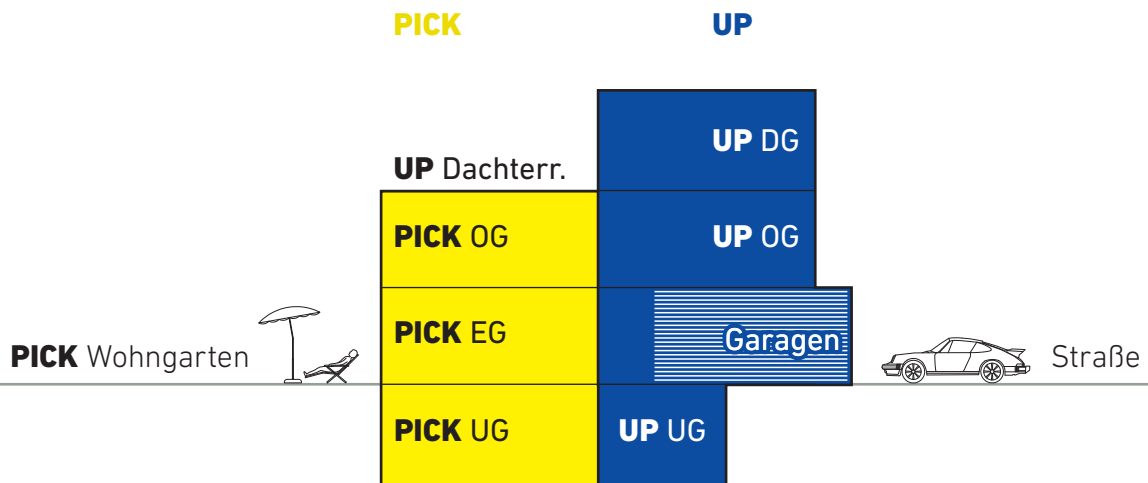 PICK
UP
UP DG
UP Dachterr.
PICK OG
UP OG
PICK EG
Garagen
PICK Wohngarten
Straße
PICK UG
UP UG